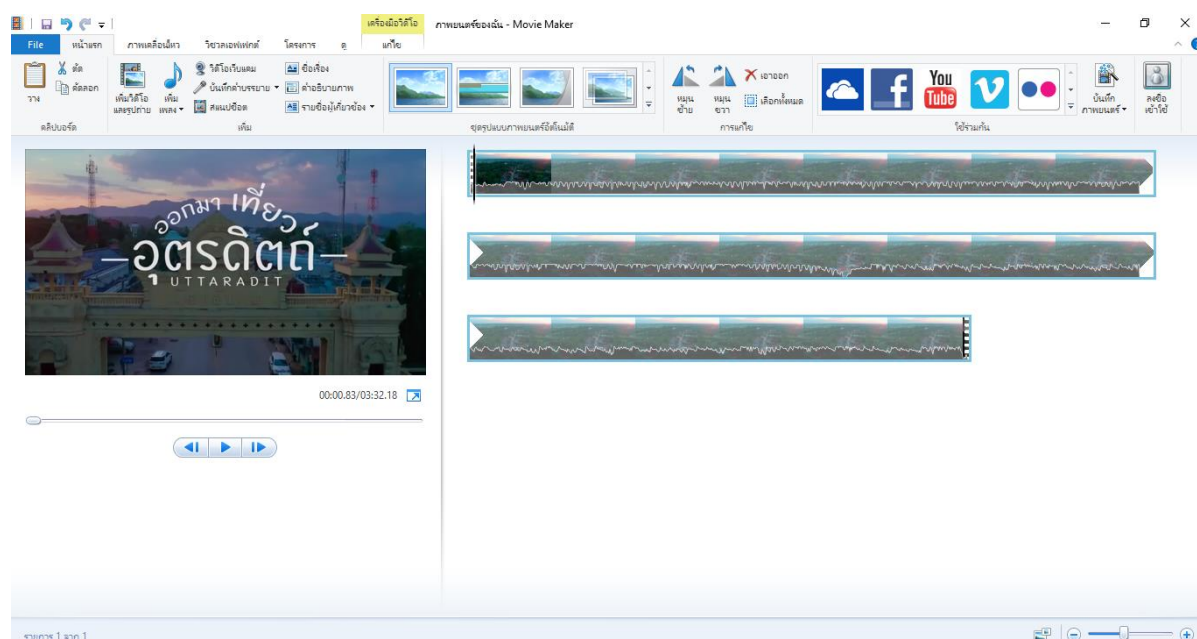 เครื่องมือวิดีโอ
ภาพยนตร์ของฉัน - Movie Maker
File
หน้าแรก
ภาพเคลื่อนไหว
วิชวลเอฟเฟ็กต์
โครงการ
ดู
แก้ไข
วาง
ตัด
คัดลอก
คลิปบอร์ด
เพิ่มวิดีโอ
และรูปถ่าย
เพิ่ม
เพลง
วิดีโอเว็บแคม
บันทึกคำบรรยาย
สแนปช็อต
ชื่อเรื่อง
คำอธิบายภาพ
รายชื่อผู้เกี่ยวข้อง
เพิ่ม
ชุดรูปแบบภาพยนตร์อัตโนมัติ
หมุน
ซ้าย
หมุน
ขวา
เอาออก
เลือกทั้งหมด
การแก้ไข
You
Tube
ใช้ร่วมกัน
บันทึก
ภาพยนตร์
ลงชื่อ
เข้าใช้
ออกมา เที่ยว
อุตรดิตถ์
UTTARADIT
00:00.83/03:32.18
รายการ 1 จาก 1